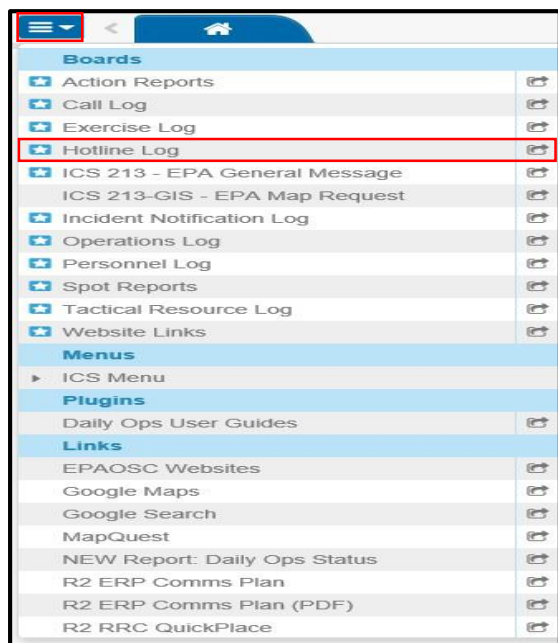 Boards
Action Reports
Call Log
Exercise Log
Hotline Log
ICS 213 - EPA General Message
ICS 213-GIS - EPA Map Request
Incident Notification Log
Operations Log
Personnel Log
Spot Reports
Tactical Resource Log
Website Links
Menus
ICS Menu
Plugins
Daily Ops User Guides
Links
EPAOSC Websites
Google Maps
Google Search
MapQuest
NEW Report: Daily Ops Status
R2 ERP Comms Plan
R2 ERP Comms Plan (PDF)
R2 RRC QuickPlace